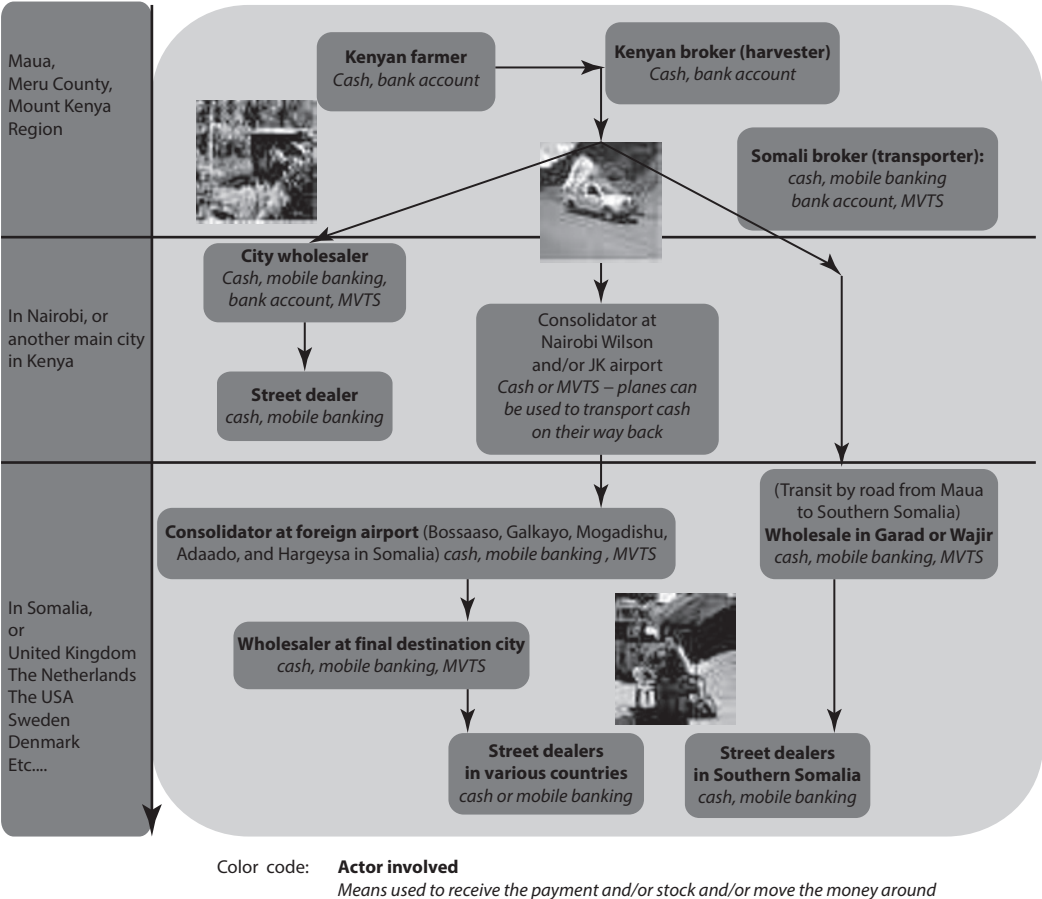 Maua,
Meru County,
Mount Kenya
Region
Kenyan farmer
Cash, bank account
Kenyan broker (harvester)
Cash, bank account
Somali broker (transporter):
cash, mobile banking
bank account, MVTS
In Nairobi, or
another main city
in Kenya
City wholesaler
Cash, mobile banking,
bank account, MVTS
Street dealer
cash, mobile banking
Consolidator at
Nairobi Wilson
and/or JK airport
Cash or MVTS – planes can
be used to transport cash
on their way back
In Somalia,
or
United Kingdom
The Netherlands
The USA
Sweden
Denmark
Etc....
Consolidator at foreign airport (Bossaaso, Galkayo, Mogadishu,
Adaado, and Hargeysa in Somalia) cash, mobile banking , MVTS
(Transit by road from Maua
to Southern Somalia)
Wholesale in Garad or Wajir
cash, mobile banking, MVTS
Wholesaler at final destination city
cash, mobile banking, MVTS
Street dealers
in various countries
cash or mobile banking
Street dealers
in Southern Somalia
cash, mobile banking
Color code: Actor involved
Means used to receive the payment and/or stock and/or move the money around